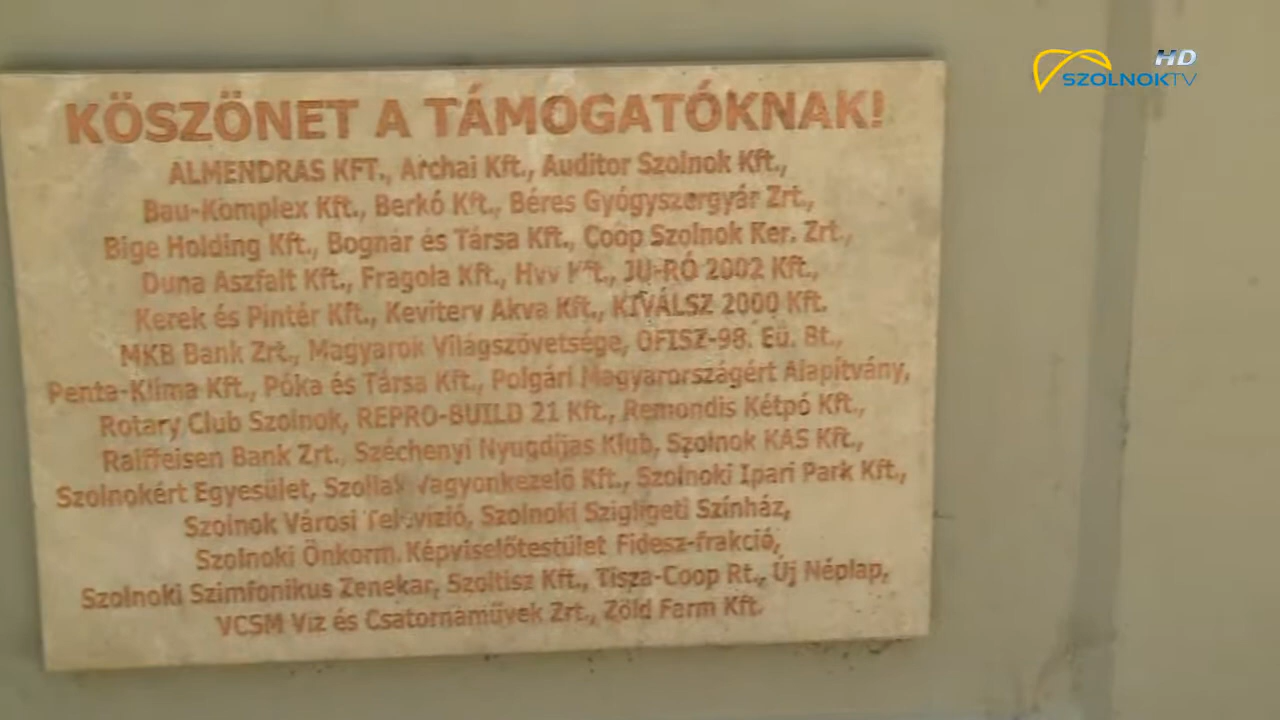 HD
SZOLNOKTV
KÖSZÖNET A TÁMOGATÓKNAK!
ALMENDRAS KFT., Archai Kft., Auditor Szolnok Kft.,
Bau-Komplex Kft., Berkó Kft., Béres Gyógyszergyár Zrt.,
Bige Holding Kft., Bognár és Társa Kft., Coop Szolnok Ker. Zrt.,
Duna Aszfalt Kft., Fragola Kft., Hvv Kft., JU-RÓ 2002 Kft.,
Kerek és Pintér Kft., Keviterv Akva Kft., KIVÁLSZ 2000 Kft.
MKB Bank Zrt., Magyarok Világszövetsége, OFISZ-98. Eü. Bt.,
Penta-Klíma Kft., Póka és Társa Kft., Polgári Magyarországért Alapítvány,
Rotary Club Szolnok, REPRO-BUILD 21 Kft., Remondis Kétpó Kft.,
Raiffeisen Bank Zrt., Széchenyi Nyugdíjas Klub, Szolnok KAS Kft.,
Szolnokért Egyesület, Vagyonkezelő Kft., Szolnoki Ipari Park Kft.,
Szolnok Városi Televízió, Szolnoki Szigligeti Színház,
Szolnoki Önkorm. Képviselőtestület Fidesz-frakció,
Szolnoki Szimfonikus Zenekar, Szoltisz Kft., Tisza-Coop Rt., Új Néplap,
VCSM Víz és Csatornaművek Zrt., Zöld Farm Kft.